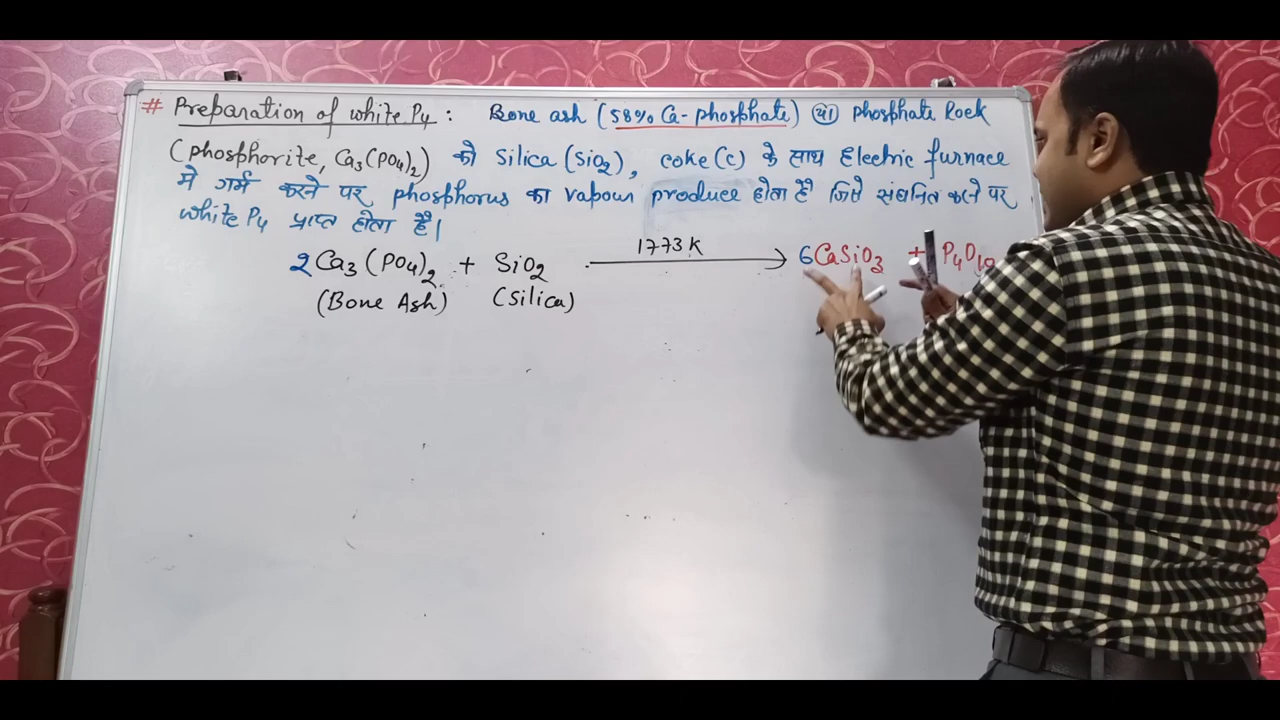 # Preparation of white P4 : Bone ash (58% Ca-phosphate) या phosphate Rock
(phosphorite, Ca3(PO4)2) को Silica (SiO2), coke(c) के साथ Electric furnace
में गर्म करने पर phosphorus का vapour produce होता है जिसे संघनित करने पर
white P4 प्राप्त होता है।
2 Ca3(PO4)2 + SiO2 1773 K → 6CaSiO3 + P4O10
(Bone Ash) (Silica)